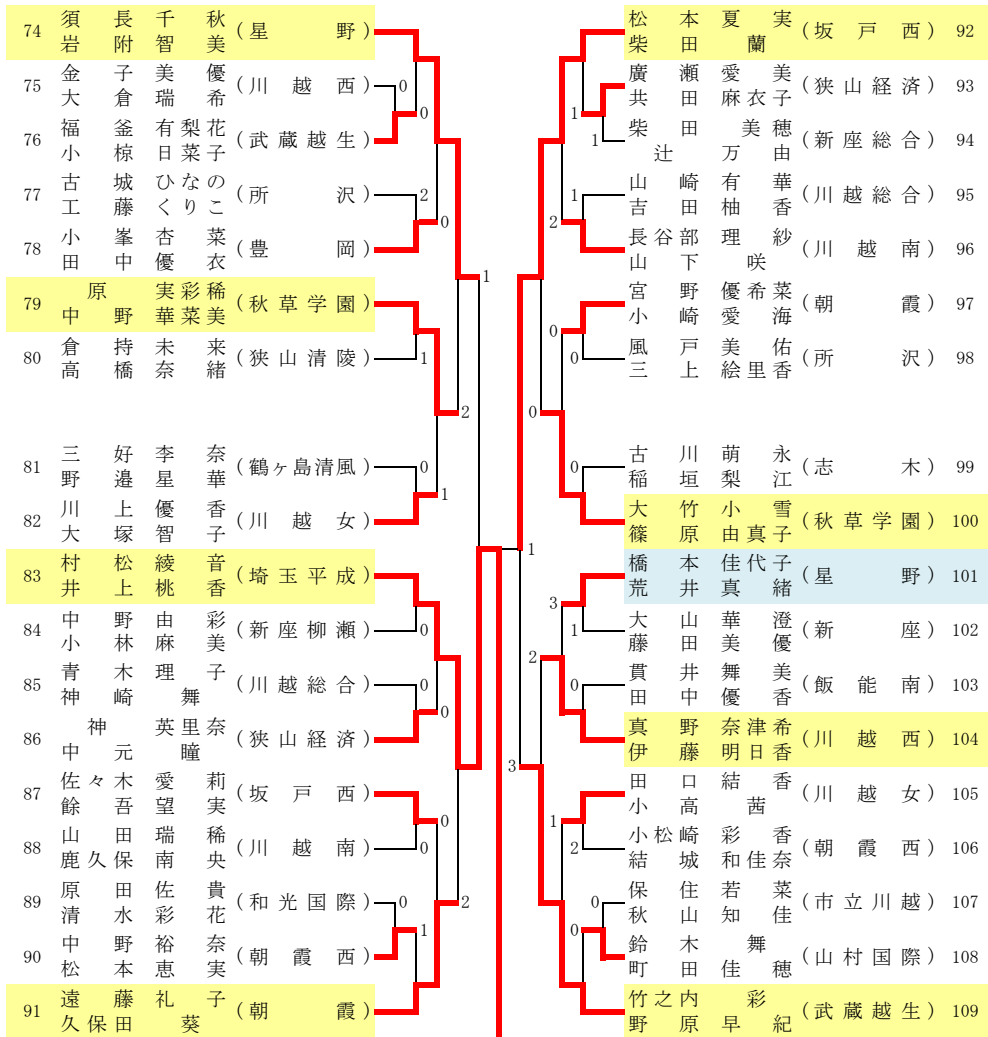 74 須長千秋 (星野)
岩附智美
75 金子美優 (川越西)
大倉瑞希
76 福釜有梨花 (武蔵越生)
小椋日菜子
77 古城ひなの (所沢)
工藤くりこ
78 小峯杏菜 (豊岡)
田中優衣
79 原実彩稀 (秋草学園)
中野華菜美
80 倉持未来 (狭山清陵)
高橋奈緒
81 三好李奈 (鶴ヶ島清風)
野邉星華
82 川上優香 (川越女)
大塚智子
83 村松綾音 (埼玉平成)
井上桃香
84 中野由彩 (新座柳瀬)
小林麻美
85 青木理子 (川越総合)
神崎舞
86 神英里奈 (狭山経済)
中元瞳
87 佐々木愛莉 (坂戸西)
餘吾望実
88 山田瑞稀 (川越南)
鹿久保南央
89 原田佐貴 (和光国際)
清水彩花
90 中野裕奈 (朝霞西)
松本恵実
91 遠藤礼子 (朝霞)
久保田葵
0
0
2
0
1
1
2
0
1
0
0
0
0
0
2
0
1
松本夏実 (坂戸西) 92
柴田蘭
廣瀬愛美 (狭山経済) 93
共田麻衣子
柴田美穂 (新座総合) 94
辻万由
山崎有華 (川越総合) 95
吉田柚香
長谷部理紗 (川越南) 96
山下咲
宮野優希菜 (朝霞) 97
小崎愛海
風戸美佑 (所沢) 98
三上絵里香
古川萌永 (志木) 99
稲垣梨江
大竹小雪 (秋草学園) 100
篠原由真子
橋本佳代子 (星野) 101
荒井真緒
大山華澄 (新座) 102
藤田美優
貫井舞美 (飯能南) 103
田中優香
真野奈津希 (川越西) 104
伊藤明日香
田口結香 (川越女) 105
小高茜
小松崎彩香 (朝霞西) 106
結城和佳奈
保住若菜 (市立川越) 107
秋山知佳
鈴木舞 (山村国際) 108
町田佳穂
竹之内彩 (武蔵越生) 109
野原早紀
1
1
1
2
0
0
0
0
1
3
1
2
0
3
1
2
0
0